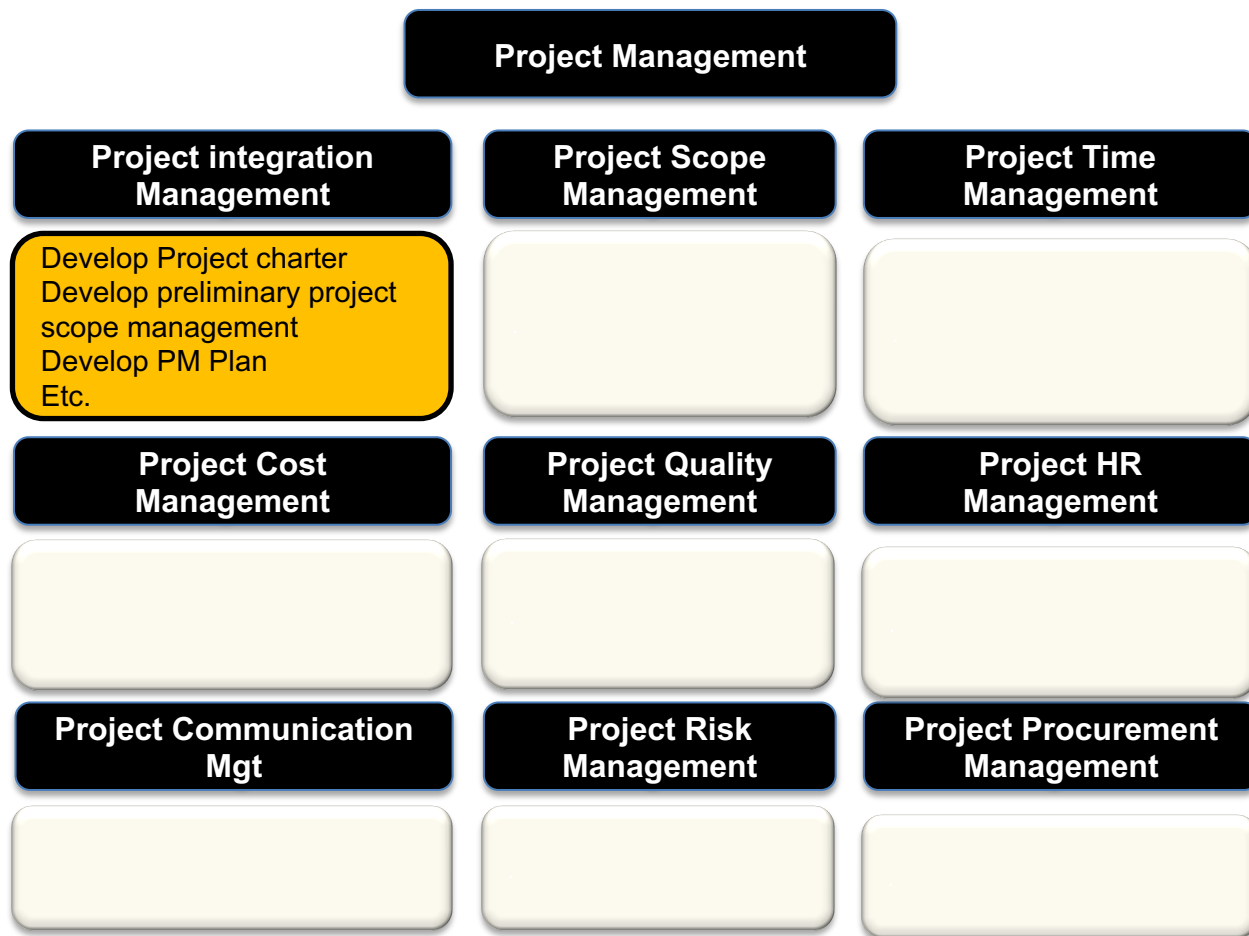 Project Management
Project integration
Management
Project Scope
Management
Project Time
Management
Develop Project charter
Develop preliminary project
scope management
Develop PM Plan
Etc.
Project Cost
Management
Project Quality
Management
Project HR
Management
Project Communication
Mgt
Project Risk
Management
Project Procurement
Management